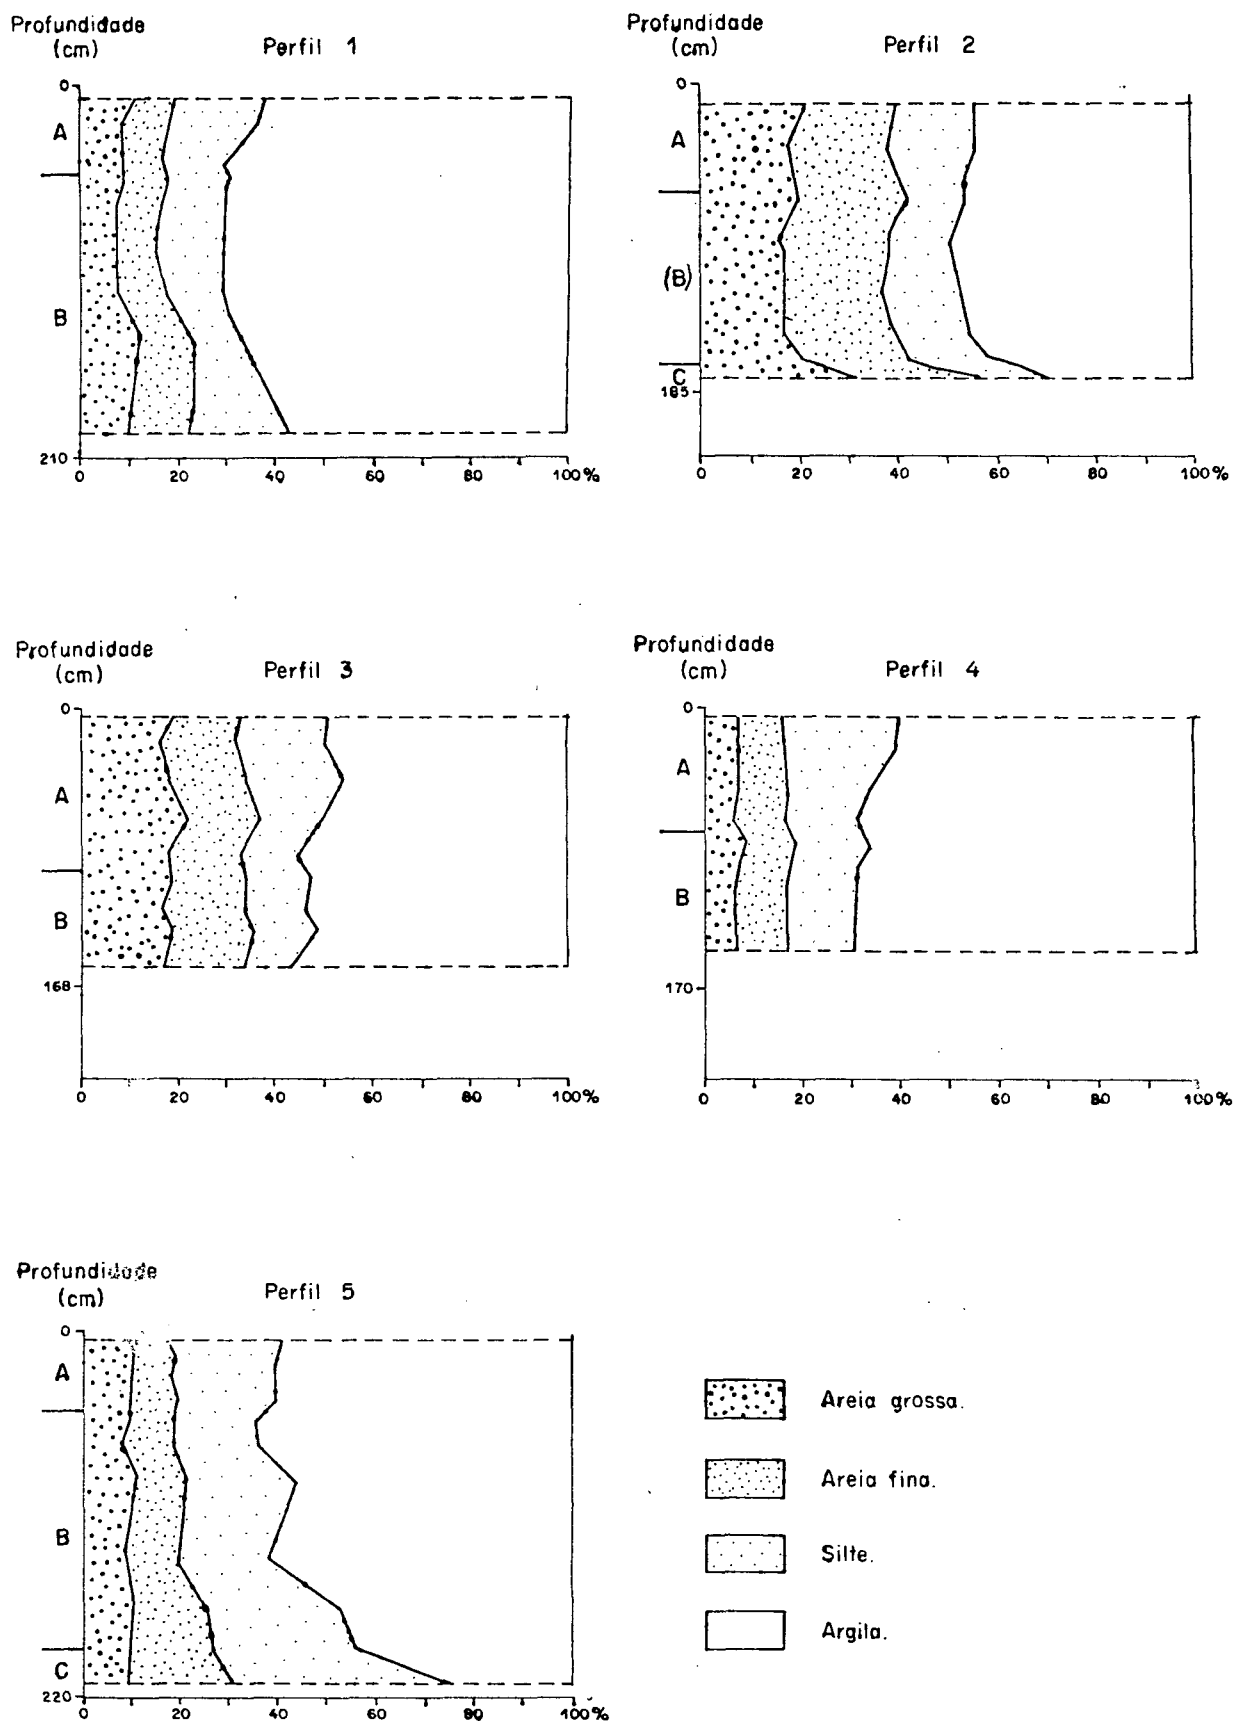 Profundidade
(cm)
Perfil 1
0
A
B
210
0 20 40 60 80 100%
Profundidade
(cm)
Perfil 2
0
A
(B)
C
185
0 20 40 60 80 100%
Profundidade
(cm)
Perfil 3
0
A
B
168
0 20 40 60 80 100%
Profundidade
(cm)
Perfil 4
0
A
B
170
0 20 40 60 80 100%
Profundidade
(cm)
Perfil 5
0
A
B
C
220
0 20 40 60 80 100%
Areia grossa.
Areia fina.
Silte.
Argila.